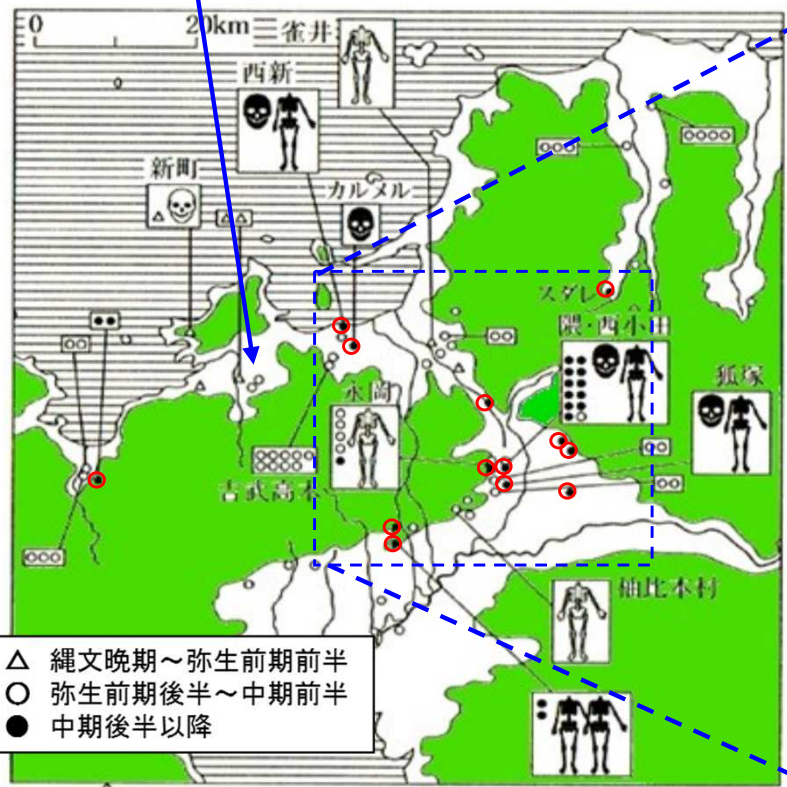 0 20km
雀井
西新
新町
カルメル
スダレ
隈・西小田
永岡
狐塚
吉武高木
柚比本村
△ 縄文晩期～弥生前期前半
○ 弥生前期後半～中期前半
● 中期後半以降